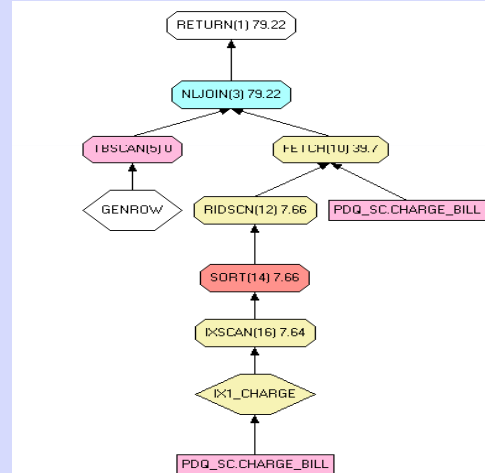 RETURN(1) 79.22
NLJOIN(3) 79.22
TBSCAN(5) 0
FETCH(10) 39.7
GENROW
RIDSCN(12) 7.66
PDQ_SC.CHARGE_BILL
SORT(14) 7.66
IXSCAN(16) 7.64
IX1_CHARGE
PDQ_SC.CHARGE_BILL